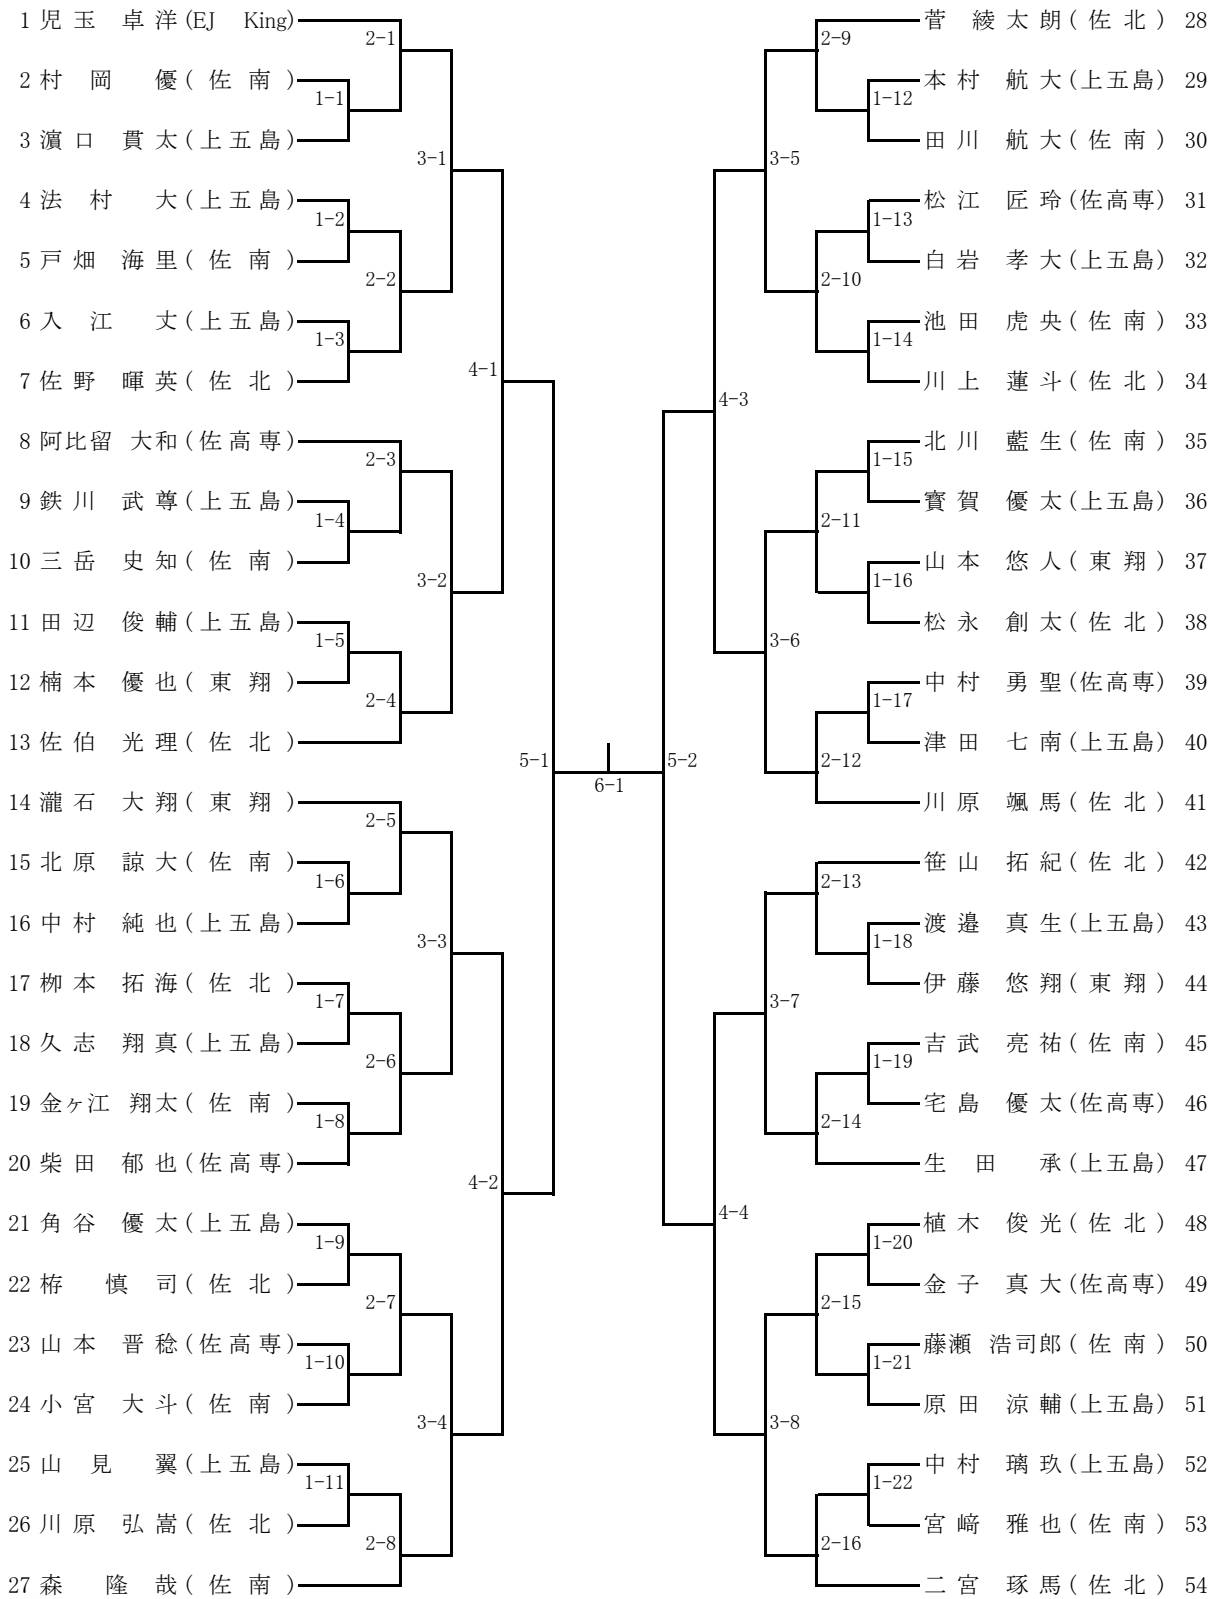 1 児玉 卓洋(EJ King)
2 村岡 優(佐南)
3 濵口 貫太(上五島)
4 法村 大(上五島)
5 戸畑 海里(佐南)
6 入江 丈(上五島)
7 佐野 暉英(佐北)
8 阿比留 大和(佐高専)
9 鉄川 武尊(上五島)
10 三岳 史知(佐南)
11 田辺 俊輔(上五島)
12 楠本 優也(東翔)
13 佐伯 光理(佐北)
14 瀧石 大翔(東翔)
15 北原 諒大(佐南)
16 中村 純也(上五島)
17 栁本 拓海(佐北)
18 久志 翔真(上五島)
19 金ヶ江 翔太(佐南)
20 柴田 郁也(佐高専)
21 角谷 優太(上五島)
22 栫 慎司(佐北)
23 山本 晋稔(佐高専)
24 小宮 大斗(佐南)
25 山見 翼(上五島)
26 川原 弘嵩(佐北)
27 森 隆哉(佐南)
1-1
1-2
1-3
1-4
1-5
1-6
1-7
1-8
1-9
1-10
1-11
2-1
2-2
2-3
2-4
2-5
2-6
2-7
2-8
3-1
3-2
3-3
3-4
4-1
4-2
5-1
6-1
5-2
4-3
4-4
3-5
3-6
3-7
3-8
2-9
2-10
2-11
2-12
2-13
2-14
2-15
2-16
1-12
1-13
1-14
1-15
1-16
1-17
1-18
1-19
1-20
1-21
1-22
菅 綾太朗(佐北) 28
本村 航大(上五島) 29
田川 航大(佐南) 30
松江 匠玲(佐高専) 31
白岩 孝大(上五島) 32
池田 虎央(佐南) 33
川上 蓮斗(佐北) 34
北川 藍生(佐南) 35
寳賀 優太(上五島) 36
山本 悠人(東翔) 37
松永 創太(佐北) 38
中村 勇聖(佐高専) 39
津田 七南(上五島) 40
川原 颯馬(佐北) 41
笹山 拓紀(佐北) 42
渡邉 真生(上五島) 43
伊藤 悠翔(東翔) 44
吉武 亮祐(佐南) 45
宅島 優太(佐高専) 46
生田 承(上五島) 47
植木 俊光(佐北) 48
金子 真大(佐高専) 49
藤瀬 浩司郎(佐南) 50
原田 涼輔(上五島) 51
中村 璃玖(上五島) 52
宮﨑 雅也(佐南) 53
二宮 琢馬(佐北) 54